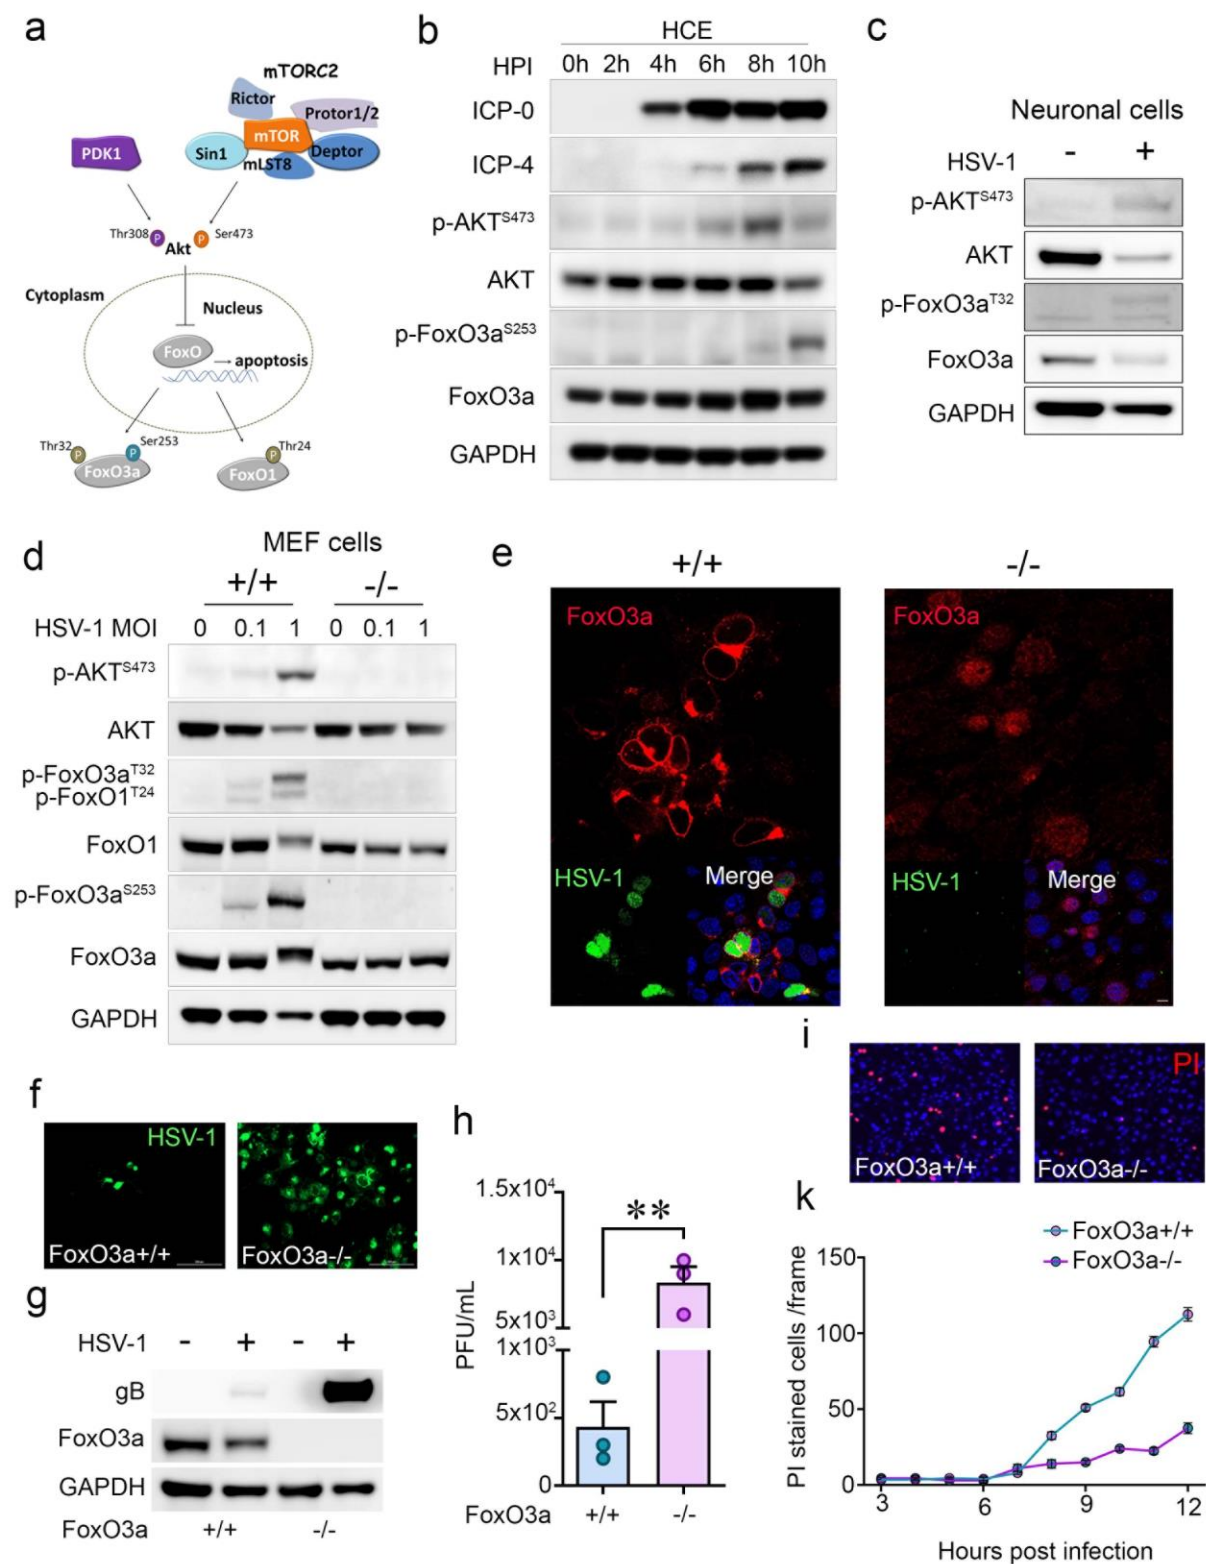 a
mTORC2
Rictor
Protor1/2
mTOR
PDK1
Sin1
mLST8
Deptor
Thr308
P
Akt
P
Ser473
Cytoplasm
Nucleus
FoxO
apoptosis
Thr32
P
Ser253
P
FoxO3a
Thr24
P
FoxO1
b
HCE
HPI 0h 2h 4h 6h 8h 10h
ICP-0
ICP-4
p-AKTS473
AKT
p-FoxO3aS253
FoxO3a
GAPDH
c
Neuronal cells
HSV-1 - +
p-AKTS473
AKT
p-FoxO3aT32
FoxO3a
GAPDH
d
MEF cells
+/+ -/-
HSV-1 MOI 0 0.1 1 0 0.1 1
p-AKTS473
AKT
p-FoxO3aT32
p-FoxO1T24
FoxO1
p-FoxO3aS253
FoxO3a
GAPDH
e
+/+ -/-
FoxO3a
HSV-1
Merge
FoxO3a
HSV-1
Merge
f
HSV-1
FoxO3a+/+
FoxO3a-/-
g
HSV-1 - + - +
gB
FoxO3a
GAPDH
FoxO3a +/+ -/-
h
PFU/mL
1.5x10⁴
1x10⁴
5x10³
1x10³
5x10²
0
**
FoxO3a +/+ -/-
i
PI
FoxO3a+/+
FoxO3a-/-
k
FoxO3a+/+
FoxO3a-/-
PI stained cells /frame
150
100
50
0
3 6 9 12
Hours post infection